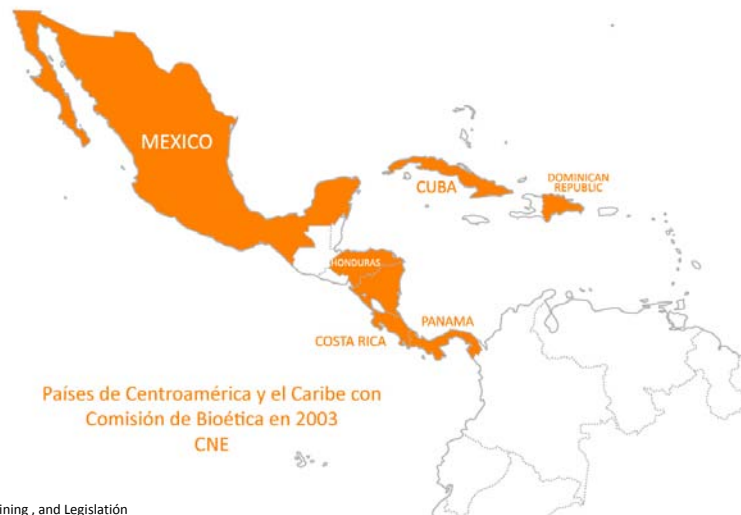 MEXICO
CUBA
DOMINICAN
REPUBLIC
HONDURAS
PANAMA
COSTA RICA
Países de Centroamérica y el Caribe con
Comisión de Bioética en 2003
CNE
ining , and Legislatión